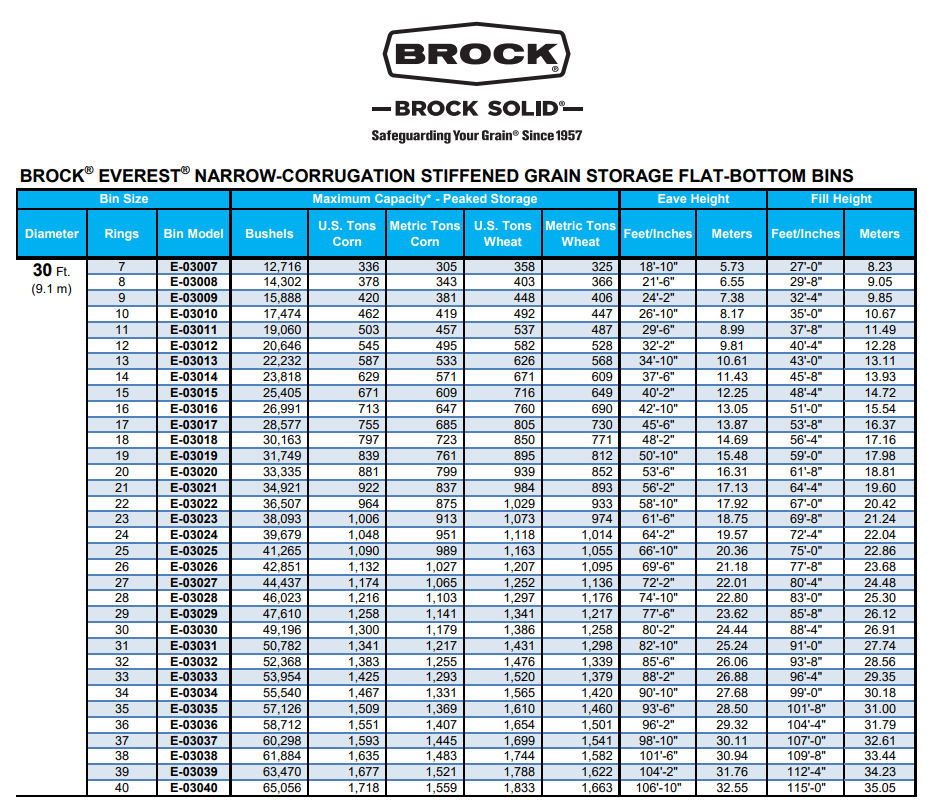 BROCK®
BROCK SOLID®
Safeguarding Your Grain® Since 1957
BROCK® EVEREST® NARROW-CORRUGATION STIFFENED GRAIN STORAGE FLAT-BOTTOM BINS
Bin Size Maximum Capacity* - Peaked Storage Eave Height Fill Height
Diameter Rings Bin Model Bushels U.S. Tons Corn Metric Tons Corn U.S. Tons Wheat Metric Tons Wheat Feet/Inches Meters Feet/Inches Meters
30 Ft. 7 E-03007 12,716 336 305 358 325 18'-10" 5.73 27'-0" 8.23
(9.1 m) 8 E-03008 14,302 378 343 403 366 21'-6" 6.55 29'-8" 9.05
9 E-03009 15,888 420 381 448 406 24'-2" 7.38 32'-4" 9.85
10 E-03010 17,474 462 419 492 447 26'-10" 8.17 35'-0" 10.67
11 E-03011 19,060 503 457 537 487 29'-6" 8.99 37'-8" 11.49
12 E-03012 20,646 545 495 582 528 32'-2" 9.81 40'-4" 12.28
13 E-03013 22,232 587 533 626 568 34'-10" 10.61 43'-0" 13.11
14 E-03014 23,818 629 571 671 609 37'-6" 11.43 45'-8" 13.93
15 E-03015 25,405 671 609 716 649 40'-2" 12.25 48'-4" 14.72
16 E-03016 26,991 713 647 760 690 42'-10" 13.05 51'-0" 15.54
17 E-03017 28,577 755 685 805 730 45'-6" 13.87 53'-8" 16.37
18 E-03018 30,163 797 723 850 771 48'-2" 14.69 56'-4" 17.16
19 E-03019 31,749 839 761 895 812 50'-10" 15.48 59'-0" 17.98
20 E-03020 33,335 881 799 939 852 53'-6" 16.31 61'-8" 18.81
21 E-03021 34,921 922 837 984 893 56'-2" 17.13 64'-4" 19.60
22 E-03022 36,507 964 875 1,029 933 58'-10" 17.92 67'-0" 20.42
23 E-03023 38,093 1,006 913 1,073 974 61'-6" 18.75 69'-8" 21.24
24 E-03024 39,679 1,048 951 1,118 1,014 64'-2" 19.57 72'-4" 22.04
25 E-03025 41,265 1,090 989 1,163 1,055 66'-10" 20.36 75'-0" 22.86
26 E-03026 42,851 1,132 1,027 1,207 1,095 69'-6" 21.18 77'-8" 23.68
27 E-03027 44,437 1,174 1,065 1,252 1,136 72'-2" 22.01 80'-4" 24.48
28 E-03028 46,023 1,216 1,103 1,297 1,176 74'-10" 22.80 83'-0" 25.30
29 E-03029 47,610 1,258 1,141 1,341 1,217 77'-6" 23.62 85'-8" 26.12
30 E-03030 49,196 1,300 1,179 1,386 1,258 80'-2" 24.44 88'-4" 26.91
31 E-03031 50,782 1,341 1,217 1,431 1,298 82'-10" 25.24 91'-0" 27.74
32 E-03032 52,368 1,383 1,255 1,476 1,339 85'-6" 26.06 93'-8" 28.56
33 E-03033 53,954 1,425 1,293 1,520 1,379 88'-2" 26.88 96'-4" 29.35
34 E-03034 55,540 1,467 1,331 1,565 1,420 90'-10" 27.68 99'-0" 30.18
35 E-03035 57,126 1,509 1,369 1,610 1,460 93'-6" 28.50 101'-8" 31.00
36 E-03036 58,712 1,551 1,407 1,654 1,501 96'-2" 29.32 104'-4" 31.79
37 E-03037 60,298 1,593 1,445 1,699 1,541 98'-10" 30.11 107'-0" 32.61
38 E-03038 61,884 1,635 1,483 1,744 1,582 101'-6" 30.94 109'-8" 33.44
39 E-03039 63,470 1,677 1,521 1,788 1,622 104'-2" 31.76 112'-4" 34.23
40 E-03040 65,056 1,718 1,559 1,833 1,663 106'-10" 32.55 115'-0" 35.05